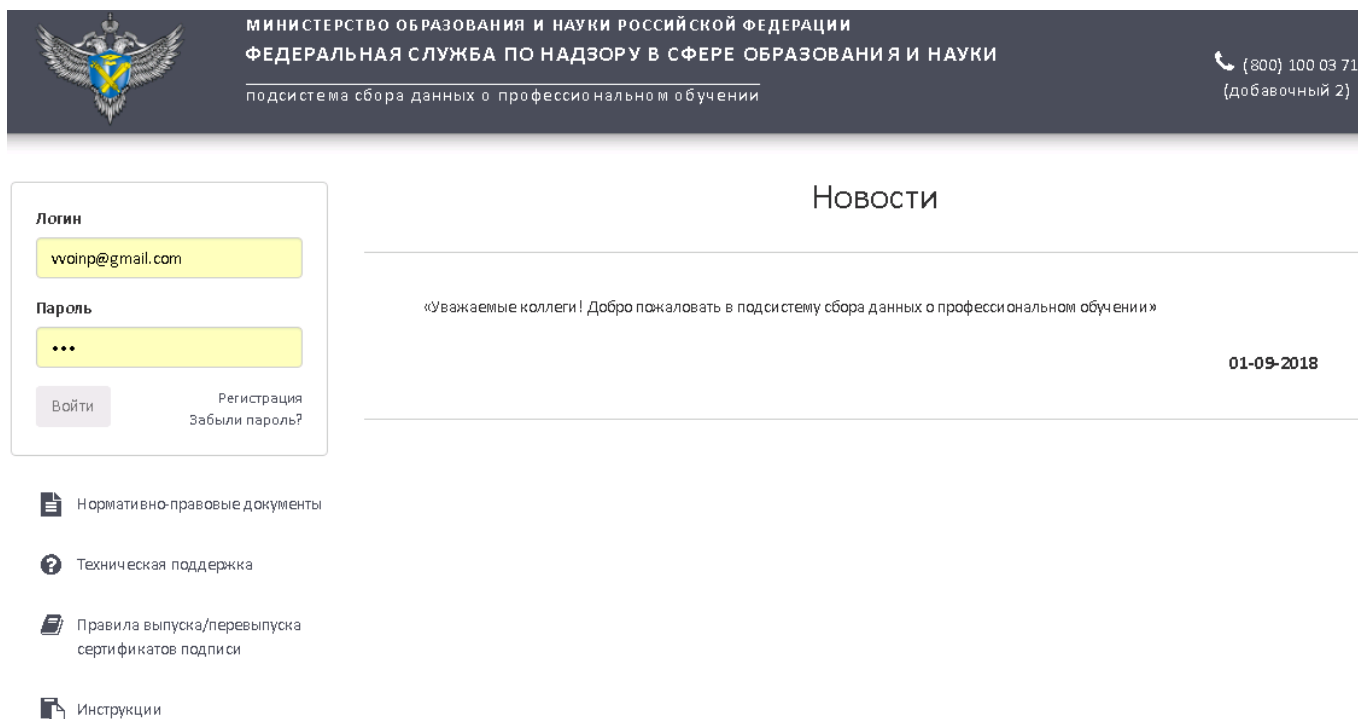 МИНИСТЕРСТВО ОБРАЗОВАНИЯ И НАУКИ РОССИЙСКОЙ ФЕДЕРАЦИИ
ФЕДЕРАЛЬНАЯ СЛУЖБА ПО НАДЗОРУ В СФЕРЕ ОБРАЗОВАНИЯ И НАУКИ
подсистема сбора данных о профессиональном обучении
(800) 100 03 71
(добавочный 2)
Логин
vvoinp@gmail.com
Пароль
•••
Войти
Регистрация
Забыли пароль?
Нормативно-правовые документы
Техническая поддержка
Правила выпуска/перевыпуска
сертификатов подписи
Инструкции
Новости
«Уважаемые коллеги! Добро пожаловать в подсистему сбора данных о профессиональном обучении»
01-09-2018